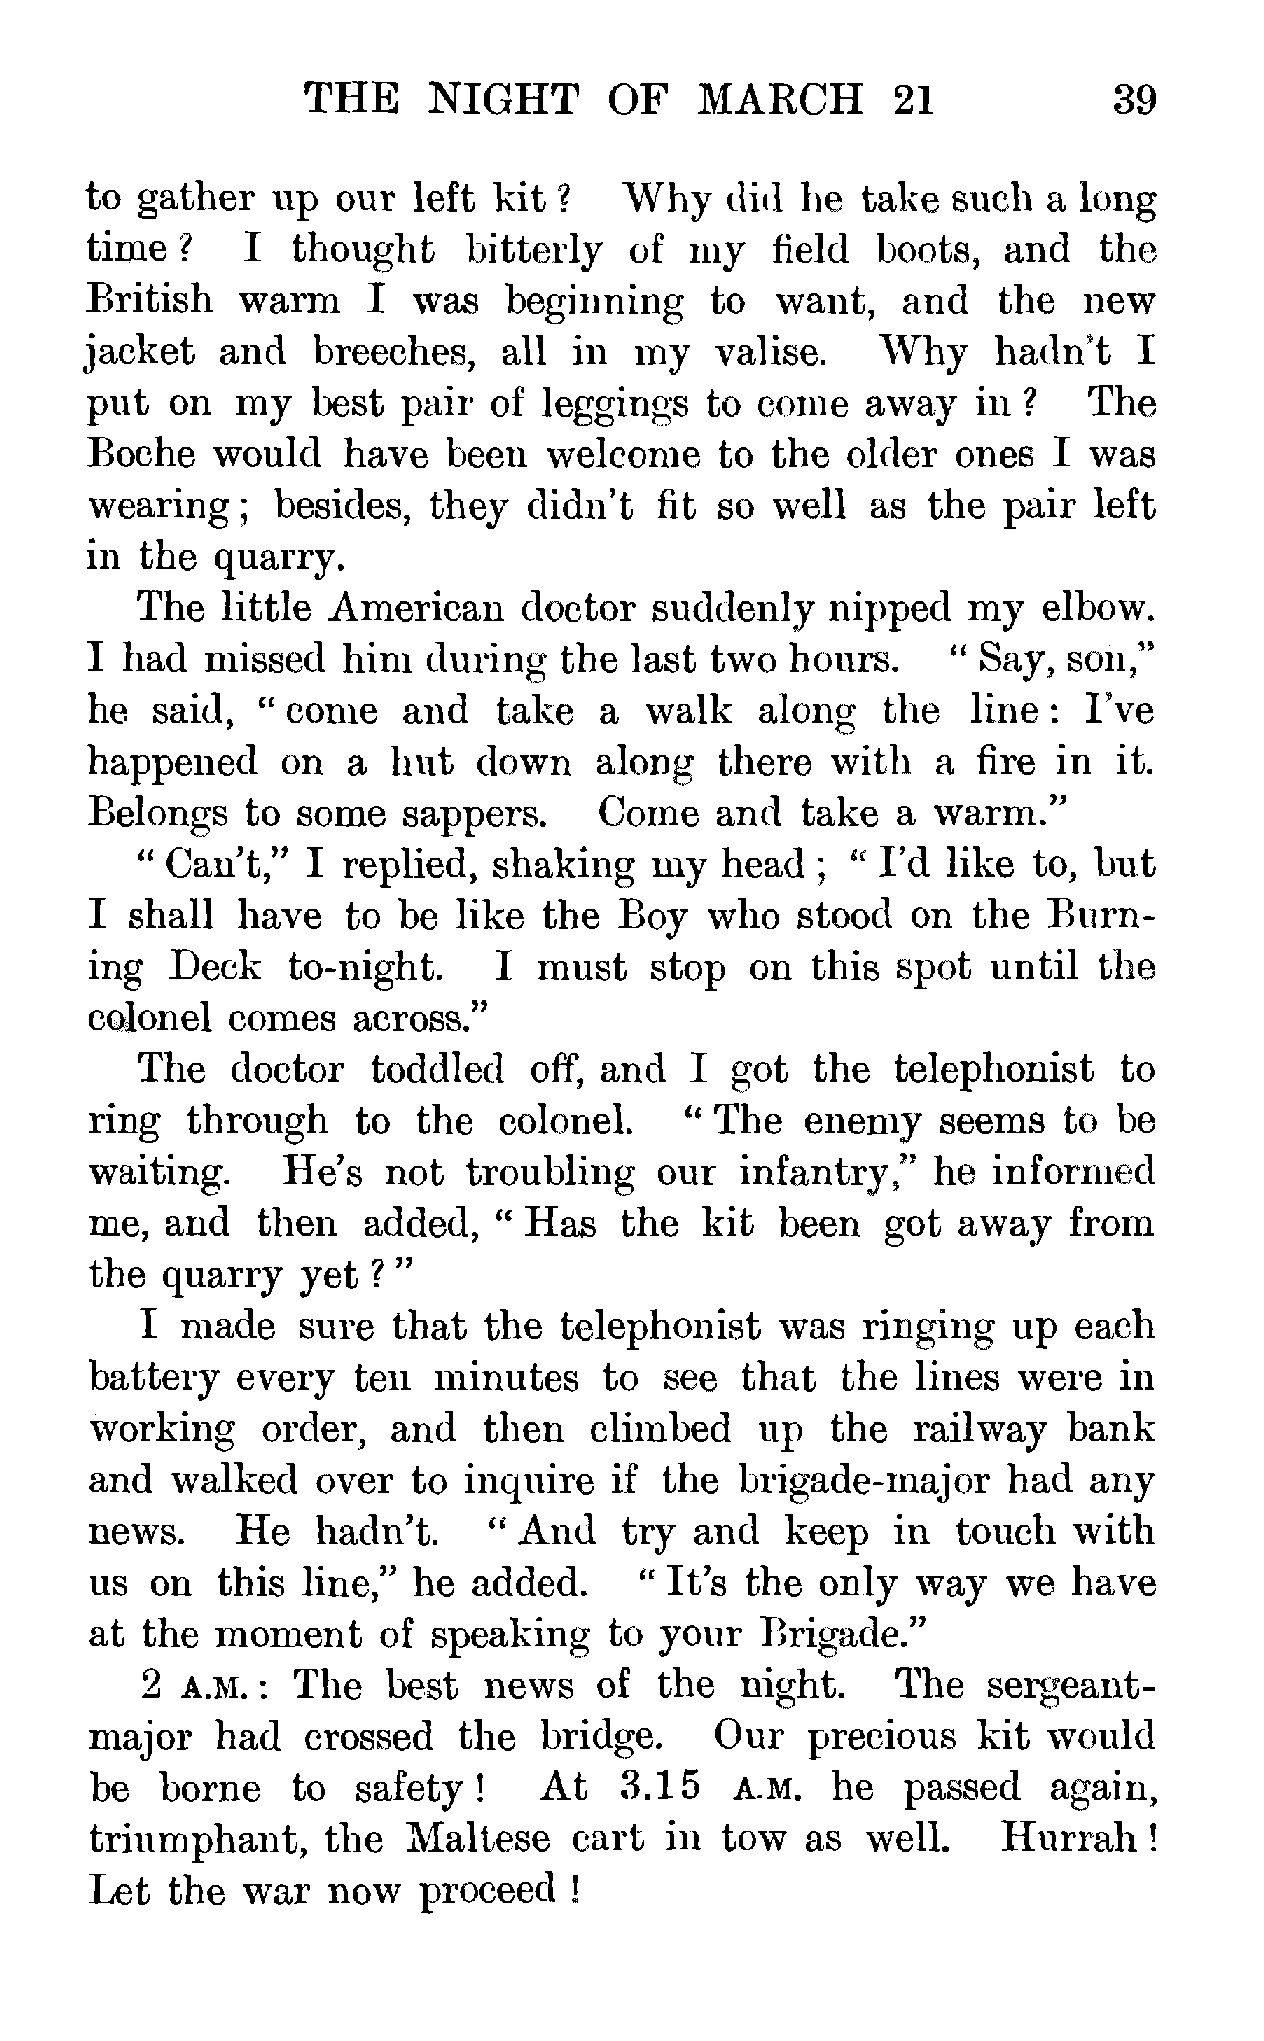 THE NIGHT OF MARCH 21 39
to gather up our left kit ? Why did he take such a long
time ? I thought bitterly of my field boots, and the
British warm I was beginning to want, and the new
jacket and breeches, all in my valise. Why hadn't I
put on my best pair of leggings to come away in ? The
Boche would have been welcome to the older ones I was
wearing ; besides, they didn't fit so well as the pair left
in the quarry.
The little American doctor suddenly nipped my elbow.
I had missed him during the last two hours. “ Say, son,”
he said, “ come and take a walk along the line : I've
happened on a hut down along there with a fire in it.
Belongs to some sappers. Come and take a warm.”
“ Can't,” I replied, shaking my head ; “ I'd like to, but
I shall have to be like the Boy who stood on the Burn-
ing Deck to-night. I must stop on this spot until the
colonel comes across.”
The doctor toddled off, and I got the telephonist to
ring through to the colonel. “ The enemy seems to be
waiting. He's not troubling our infantry,” he informed
me, and then added, “ Has the kit been got away from
the quarry yet ? ”
I made sure that the telephonist was ringing up each
battery every ten minutes to see that the lines were in
working order, and then climbed up the railway bank
and walked over to inquire if the brigade-major had any
news. He hadn't. “ And try and keep in touch with
us on this line,” he added. “ It's the only way we have
at the moment of speaking to your Brigade.”
2 A.M. : The best news of the night. The sergeant-
major had crossed the bridge. Our precious kit would
be borne to safety ! At 3.15 A.M. he passed again,
triumphant, the Maltese cart in tow as well. Hurrah !
Let the war now proceed !